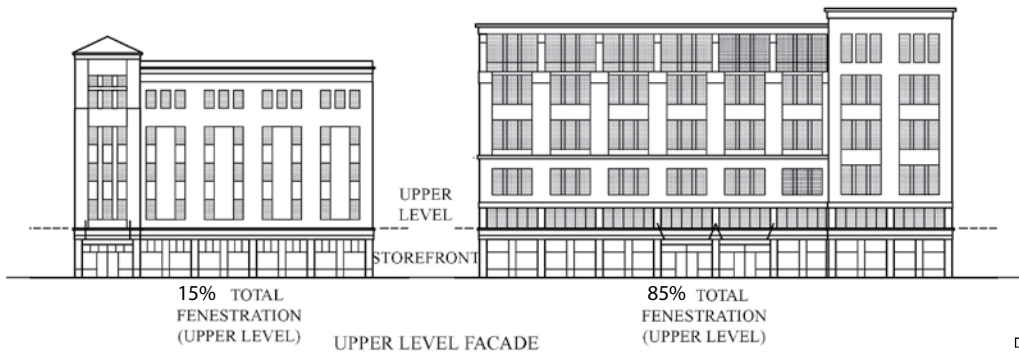 UPPER
LEVEL
STOREFRONT
15% TOTAL
FENESTRATION
(UPPER LEVEL)
85% TOTAL
FENESTRATION
(UPPER LEVEL)
UPPER LEVEL FACADE